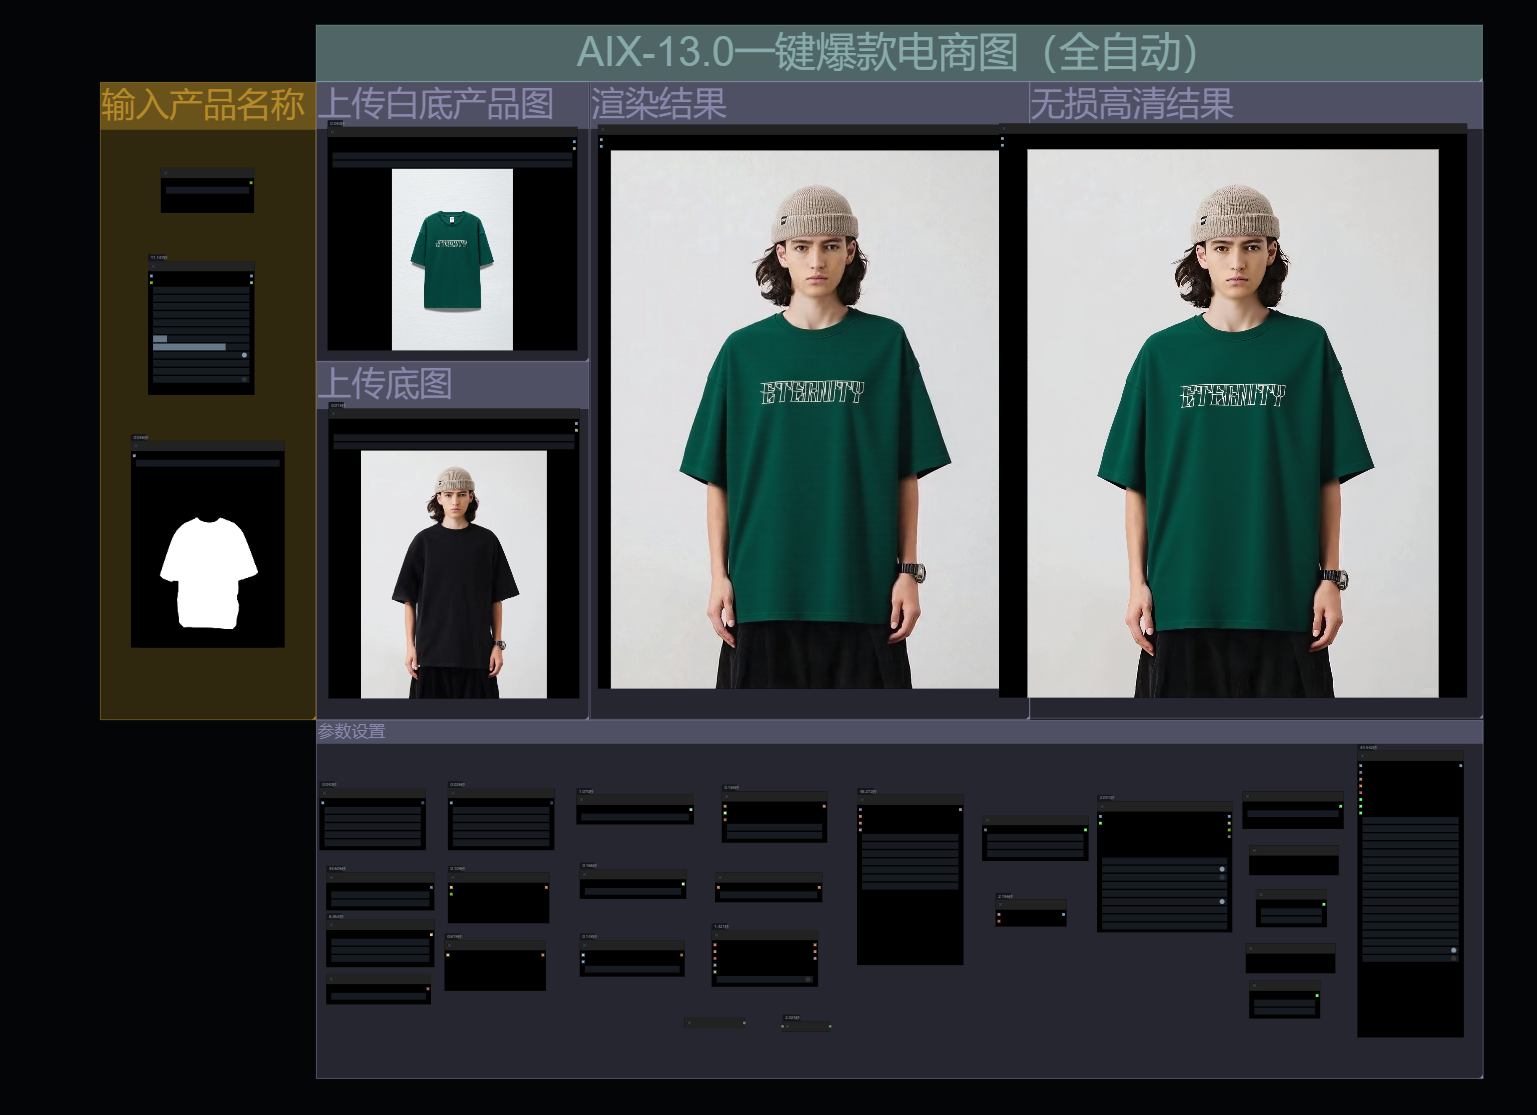 AIX-13.0一键爆款电商图（全自动）
输入产品名称
上传白底产品图
渲染结果
无损高清结果
ETERNITY
ETERNITY
ETERNITY
上传底图
参数设置